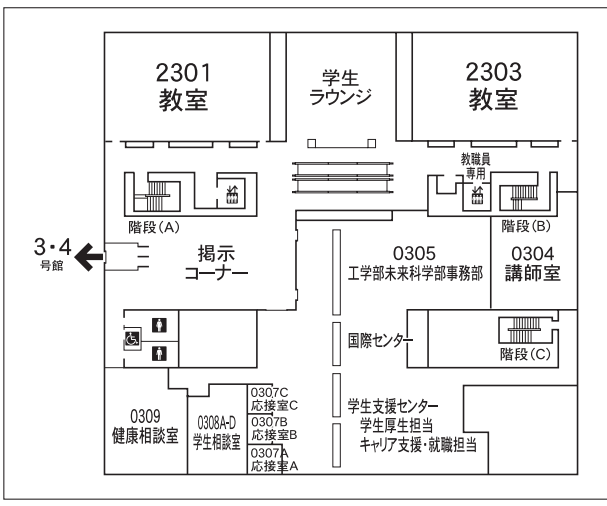 2301
教室
学生
ラウンジ
2303
教室
教職員
専用
階段(A)
階段(B)
3・4
号館
掲示
コーナー
0305
工学部未来科学部事務部
0304
講師室
国際センター
階段(C)
0309
健康相談室
0308A-D
学生相談室
0307C
応接室C
0307B
応接室B
0307A
応接室A
学生支援センター
学生厚生担当
キャリア支援・就職担当